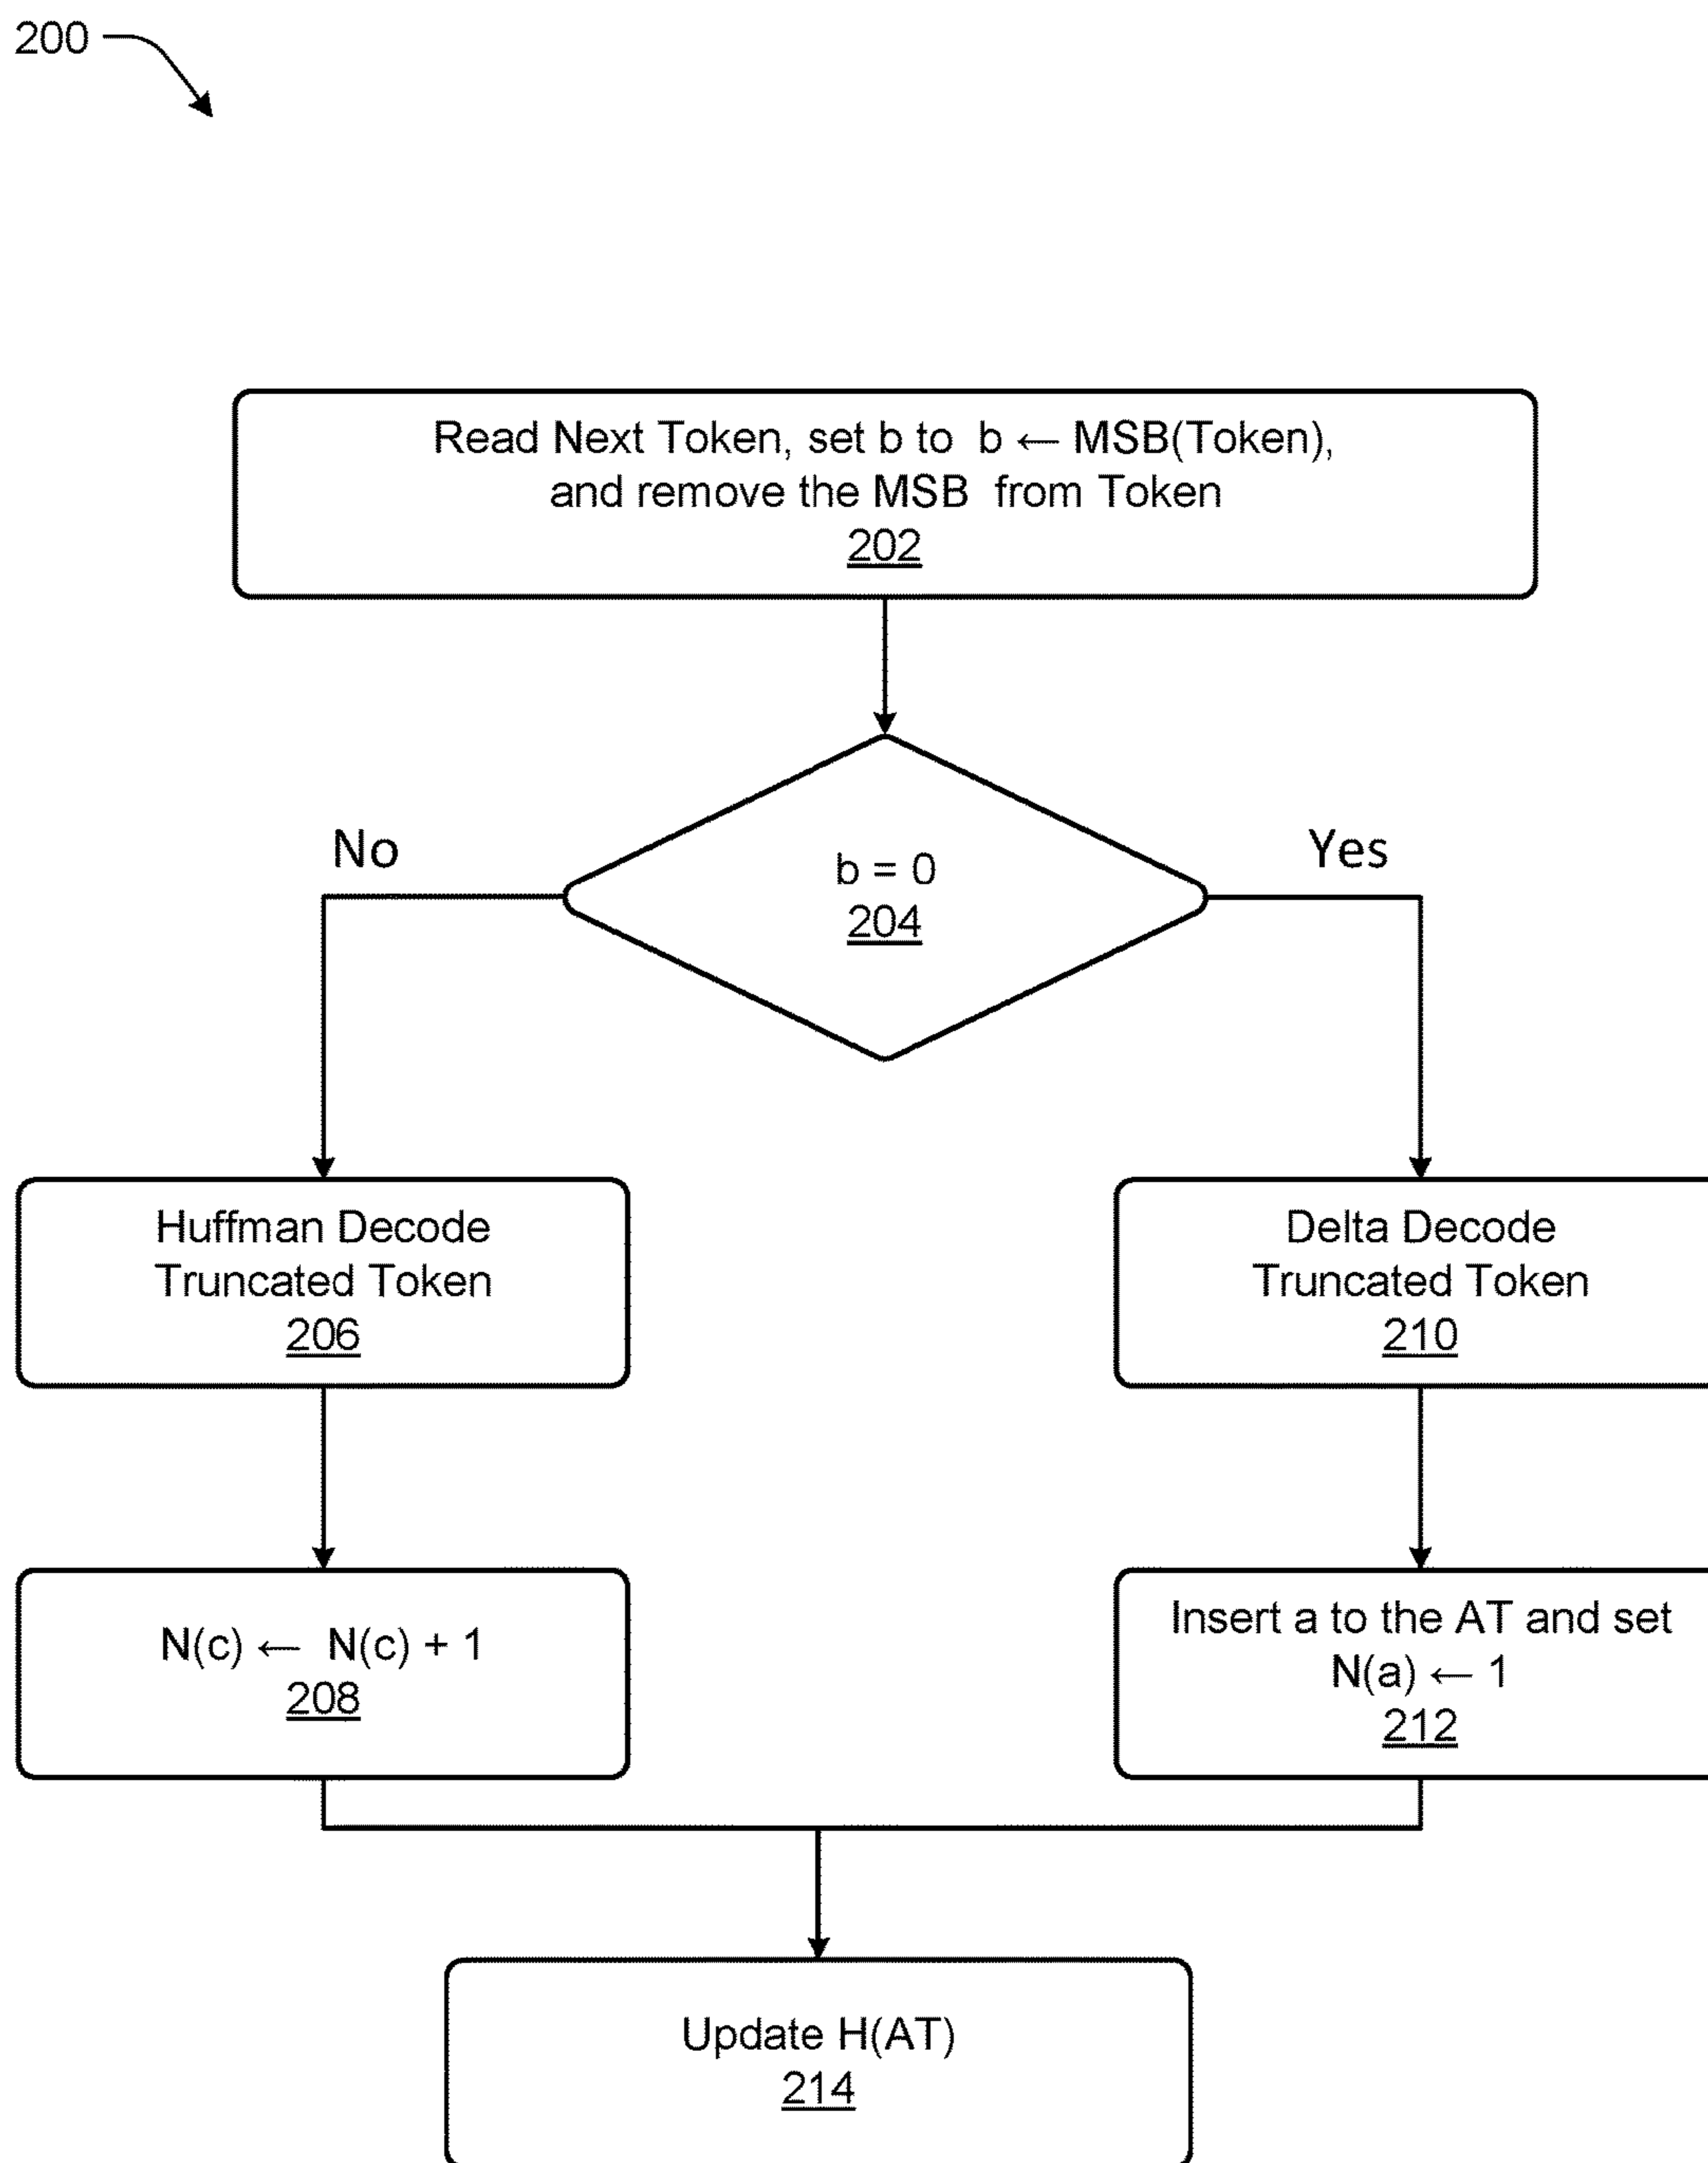 200
Read Next Token, set b to b ← MSB(Token),
and remove the MSB from Token
202
No
Yes
b = 0
204
Huffman Decode
Truncated Token
206
Delta Decode
Truncated Token
210
N(c) ← N(c) + 1
208
Insert a to the AT and set
N(a) ← 1
212
Update H(AT)
214